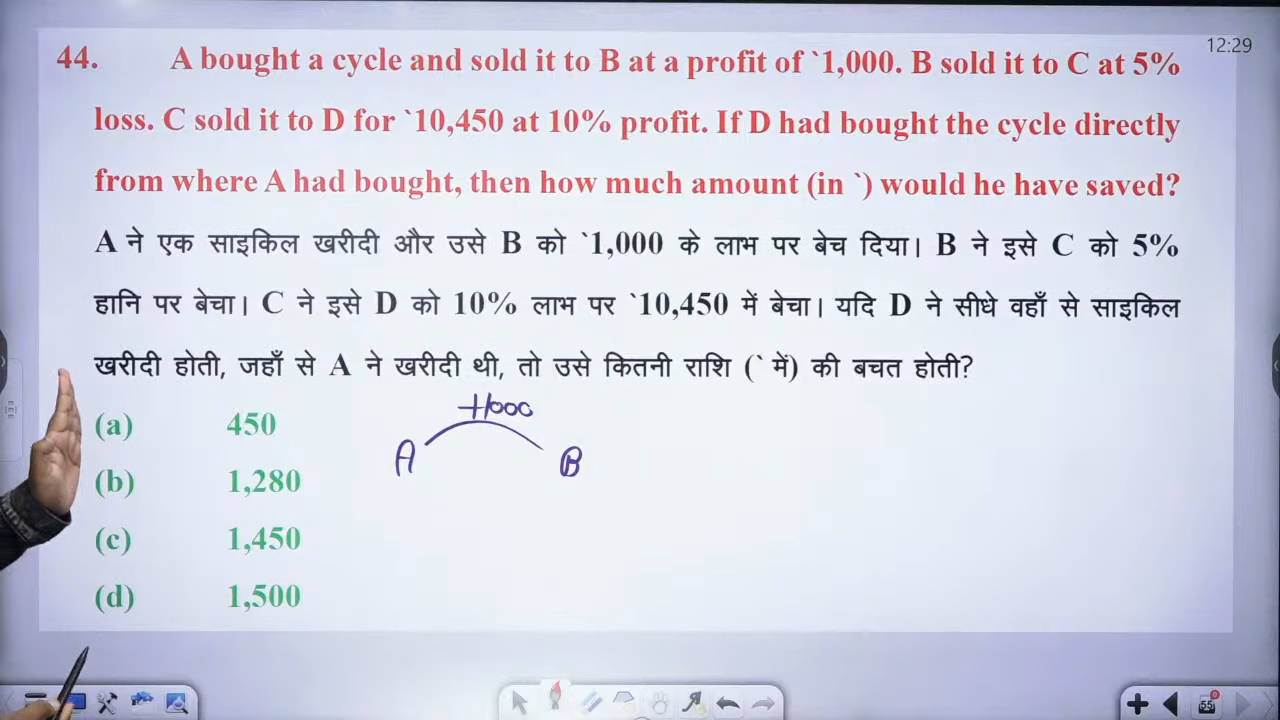 12:29
44. A bought a cycle and sold it to B at a profit of `1,000. B sold it to C at 5%
loss. C sold it to D for `10,450 at 10% profit. If D had bought the cycle directly
from where A had bought, then how much amount (in `) would he have saved?
A ने एक साइकिल खरीदी और उसे B को `1,000 के लाभ पर बेच दिया। B ने इसे C को 5%
हानि पर बेचा। C ने इसे D को 10% लाभ पर `10,450 में बेचा। यदि D ने सीधे वहाँ से साइकिल
खरीदी होती, जहाँ से A ने खरीदी थी, तो उसे कितनी राशि (` में) की बचत होती?
(a) 450
+1000
A B
(b) 1,280
(c) 1,450
(d) 1,500